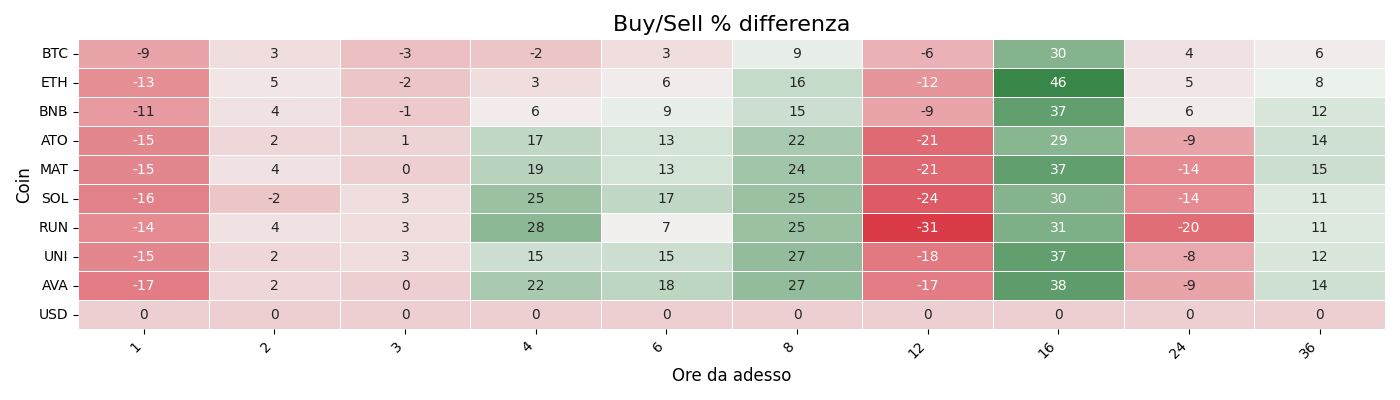 Buy/Sell % differenza
Coin
BTC -9 3 -3 -2 3 9 -6 30 4 6
ETH -13 5 -2 3 6 16 -12 46 5 8
BNB -11 4 -1 6 9 15 -9 37 6 12
ATO -15 2 1 17 13 22 -21 29 -9 14
MAT -15 4 0 19 13 24 -21 37 -14 15
SOL -16 -2 3 25 17 25 -24 30 -14 11
RUN -14 4 3 28 7 25 -31 31 -20 11
UNI -15 2 3 15 15 27 -18 37 -8 12
AVA -17 2 0 22 18 27 -17 38 -9 14
USD 0 0 0 0 0 0 0 0 0 0
1 2 3 4 6 8 12 16 24 36
Ore da adesso